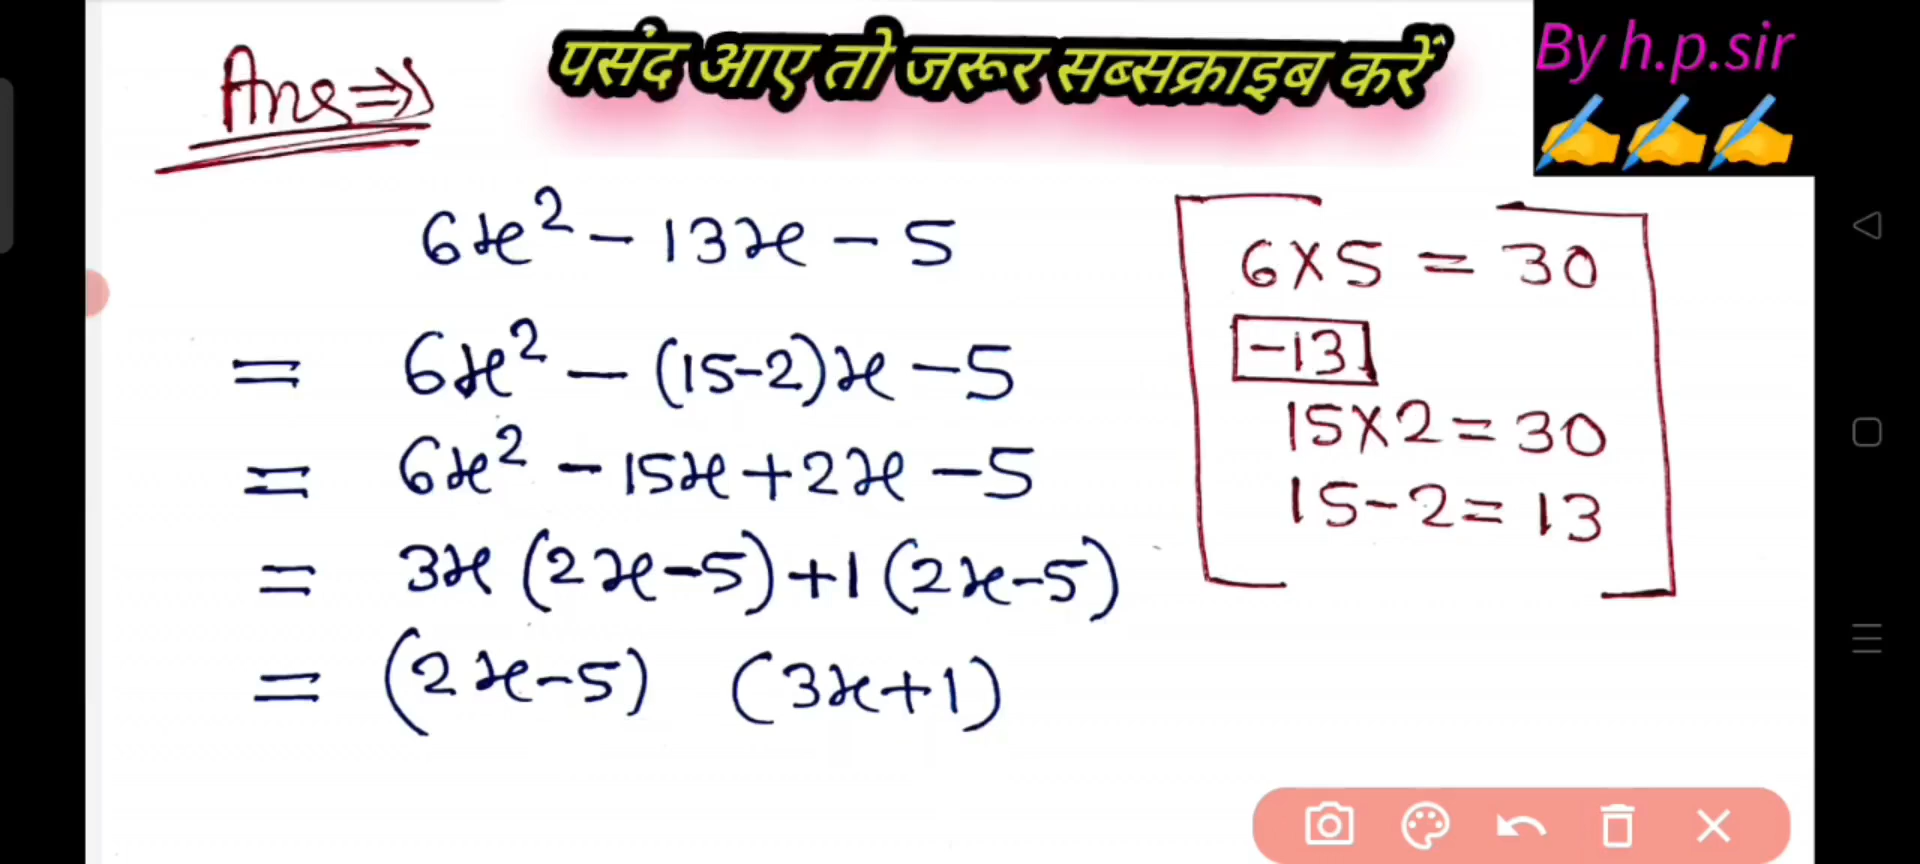 Ans ⇒
पसंद आए तो जरूर सब्सक्राइब करें
By h.p.sir
6x² - 13x - 5
= 6x² - (15-2)x - 5
= 6x² - 15x + 2x - 5
= 3x (2x-5) + 1 (2x-5)
= (2x-5) (3x+1)
6×5 = 30
-13
15×2 = 30
15-2 = 13